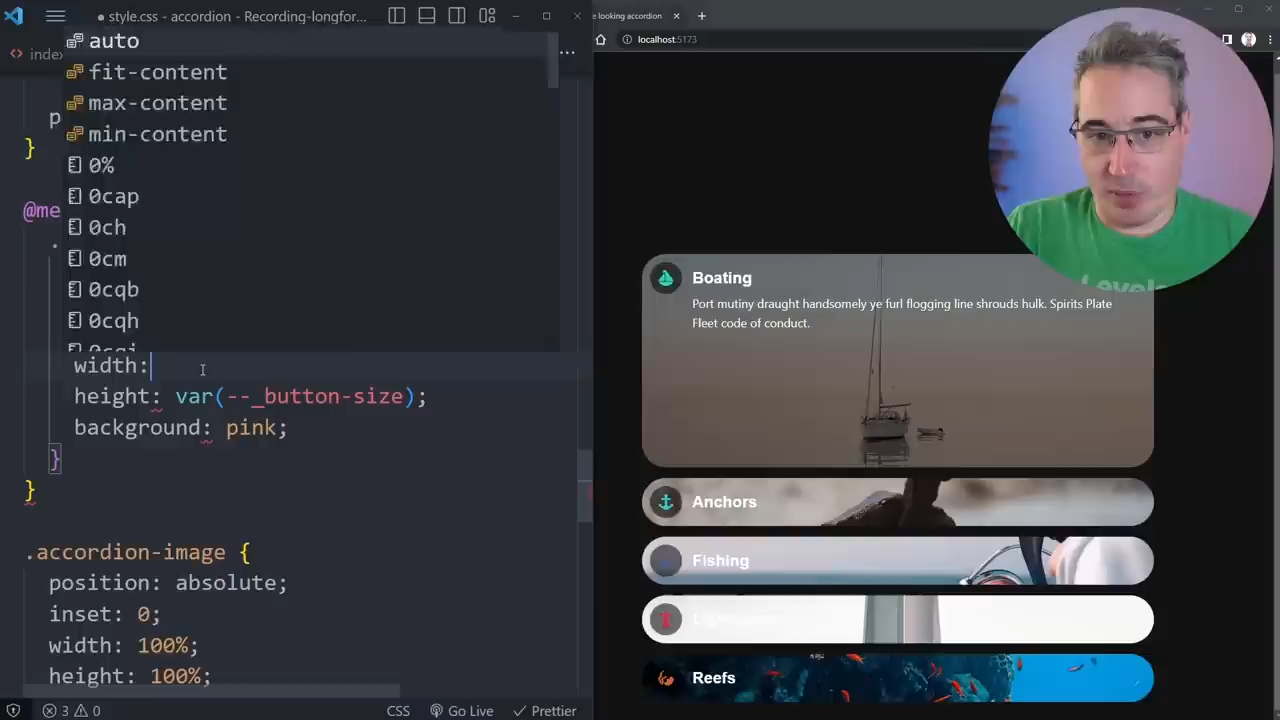 style.css - accordion - Recording-longfor...
index
auto
fit-content
max-content
min-content
0%
0cap
0ch
0cm
0cqb
0cqh
0cqi
p
}
@me
.
width:
height: var(--_button-size);
background: pink;
}
}
.accordion-image {
position: absolute;
inset: 0;
width: 100%;
height: 100%;
3 0
CSS
Go Live
Prettier
e looking accordion
localhost:5173
Boating
Port mutiny draught handsomely ye furl flogging line shrouds hulk. Spirits Plate
Fleet code of conduct.
Anchors
Fishing
Reefs
Levels